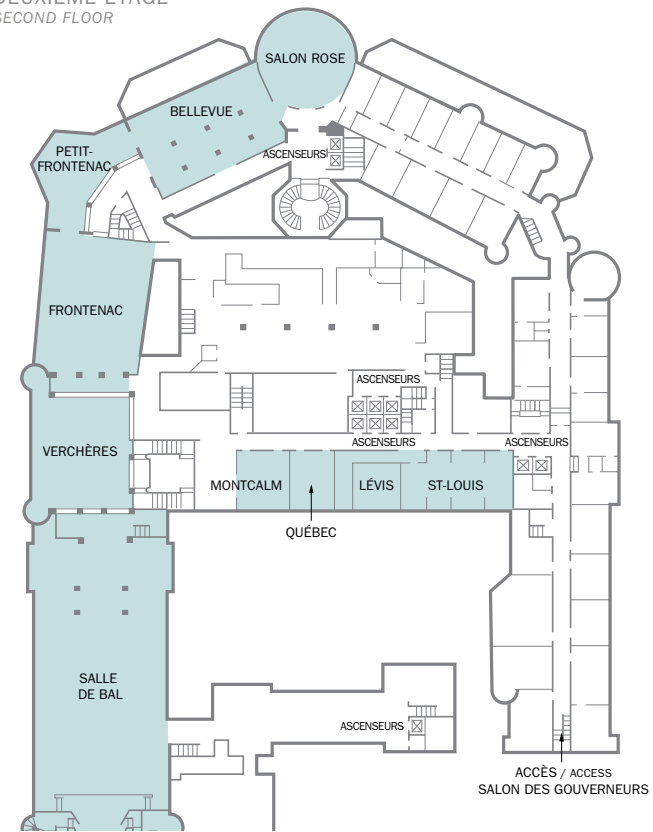 DEUXIÈME ÉTAGE
SECOND FLOOR
SALON ROSE
BELLEVUE
PETIT-
FRONTENAC
ASCENSEURS
FRONTENAC
ASCENSEURS
ASCENSEURS
ASCENSEURS
VERCHÈRES
MONTCALM
LÉVIS
ST-LOUIS
QUÉBEC
SALLE
DE BAL
ASCENSEURS
ACCÈS / ACCESS
SALON DES GOUVERNEURS